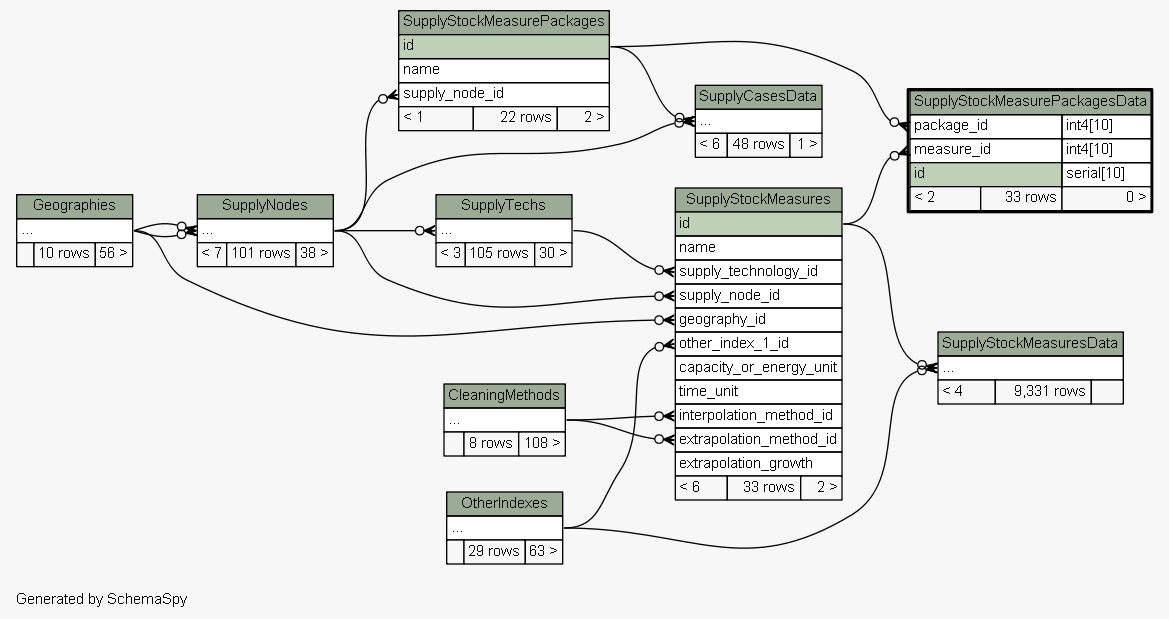 SupplyStockMeasurePackages
id
name
supply_node_id
< 1 22 rows 2 >
SupplyCasesData
...
< 6 48 rows 1 >
SupplyStockMeasurePackagesData
package_id int4[10]
measure_id int4[10]
id serial[10]
< 2 33 rows 0 >
Geographies
...
10 rows 56 >
SupplyNodes
...
< 7 101 rows 38 >
SupplyTechs
...
< 3 105 rows 30 >
SupplyStockMeasures
id
name
supply_technology_id
supply_node_id
geography_id
other_index_1_id
capacity_or_energy_unit
time_unit
interpolation_method_id
extrapolation_method_id
extrapolation_growth
< 6 33 rows 2 >
SupplyStockMeasuresData
...
< 4 9,331 rows
CleaningMethods
...
8 rows 108 >
OtherIndexes
...
29 rows 63 >
Generated by SchemaSpy